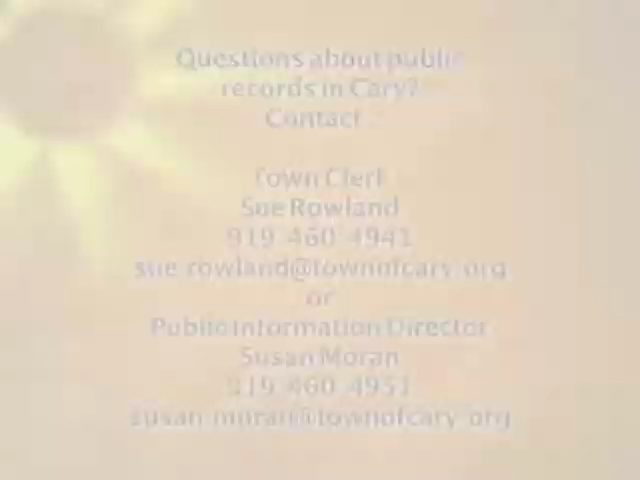 Questions about public
records in Cary?
Contact
Town Clerk
Sue Rowland
919-460-4941
sue.rowland@townofcary.org
or
Public Information Director
Susan Moran
919-460-4951
susan.moran@townofcary.org